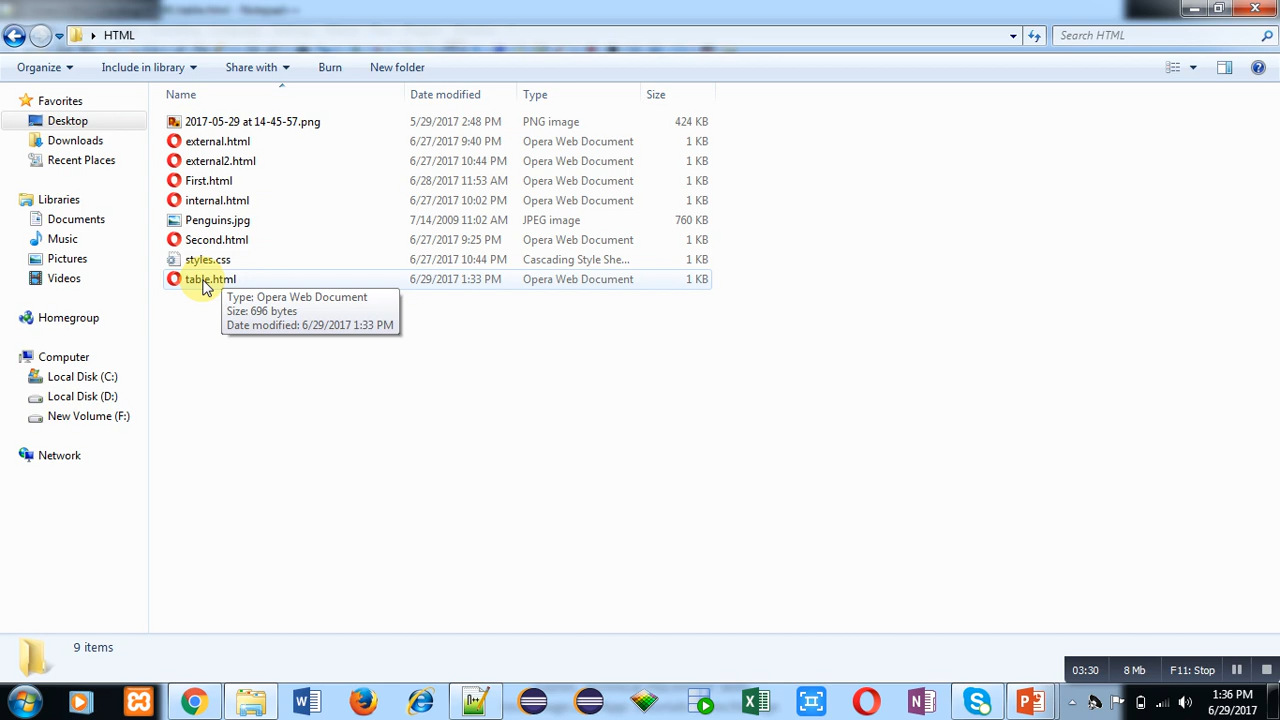 HTML
Search HTML
Organize
Include in library
Share with
Burn
New folder
Name
Date modified
Type
Size
Favorites
Desktop
Downloads
Recent Places
Libraries
Documents
Music
Pictures
Videos
Homegroup
Computer
Local Disk (C:)
Local Disk (D:)
New Volume (F:)
Network
2017-05-29 at 14-45-57.png 5/29/2017 2:48 PM PNG image 424 KB
external.html 6/27/2017 9:40 PM Opera Web Document 1 KB
external2.html 6/27/2017 10:44 PM Opera Web Document 1 KB
First.html 6/28/2017 11:53 AM Opera Web Document 1 KB
internal.html 6/27/2017 10:02 PM Opera Web Document 1 KB
Penguins.jpg 7/14/2009 11:02 AM JPEG image 760 KB
Second.html 6/27/2017 9:25 PM Opera Web Document 1 KB
styles.css 6/27/2017 10:44 PM Cascading Style She... 1 KB
table.html 6/29/2017 1:33 PM Opera Web Document 1 KB
Type: Opera Web Document
Size: 696 bytes
Date modified: 6/29/2017 1:33 PM
9 items
03:30 8 Mb F11: Stop
1:36 PM
6/29/2017